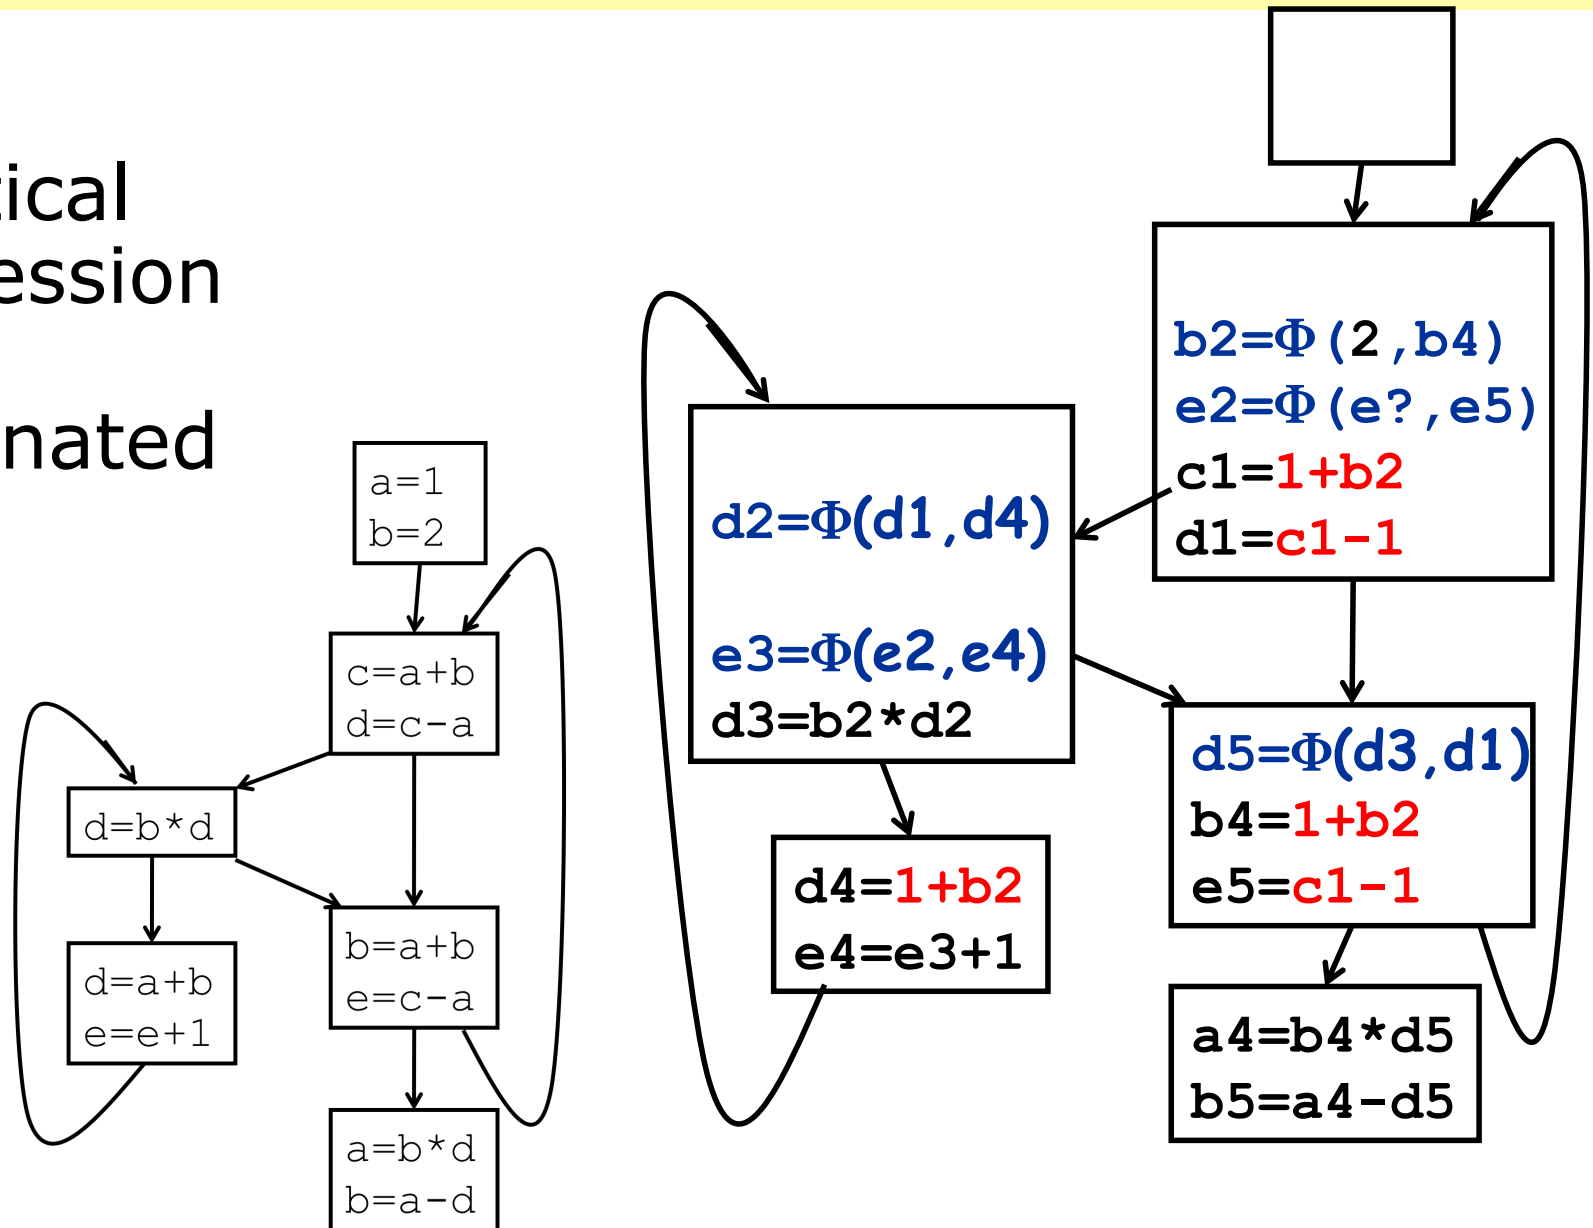 tical
ession
nated
a=1
b=2
c=a+b
d=c-a
d=b*d
d=a+b
e=e+1
b=a+b
e=c-a
a=b*d
b=a-d
b2=Φ(2,b4)
e2=Φ(e?,e5)
c1=1+b2
d1=c1-1
d2=Φ(d1,d4)
e3=Φ(e2,e4)
d3=b2*d2
d4=1+b2
e4=e3+1
d5=Φ(d3,d1)
b4=1+b2
e5=c1-1
a4=b4*d5
b5=a4-d5